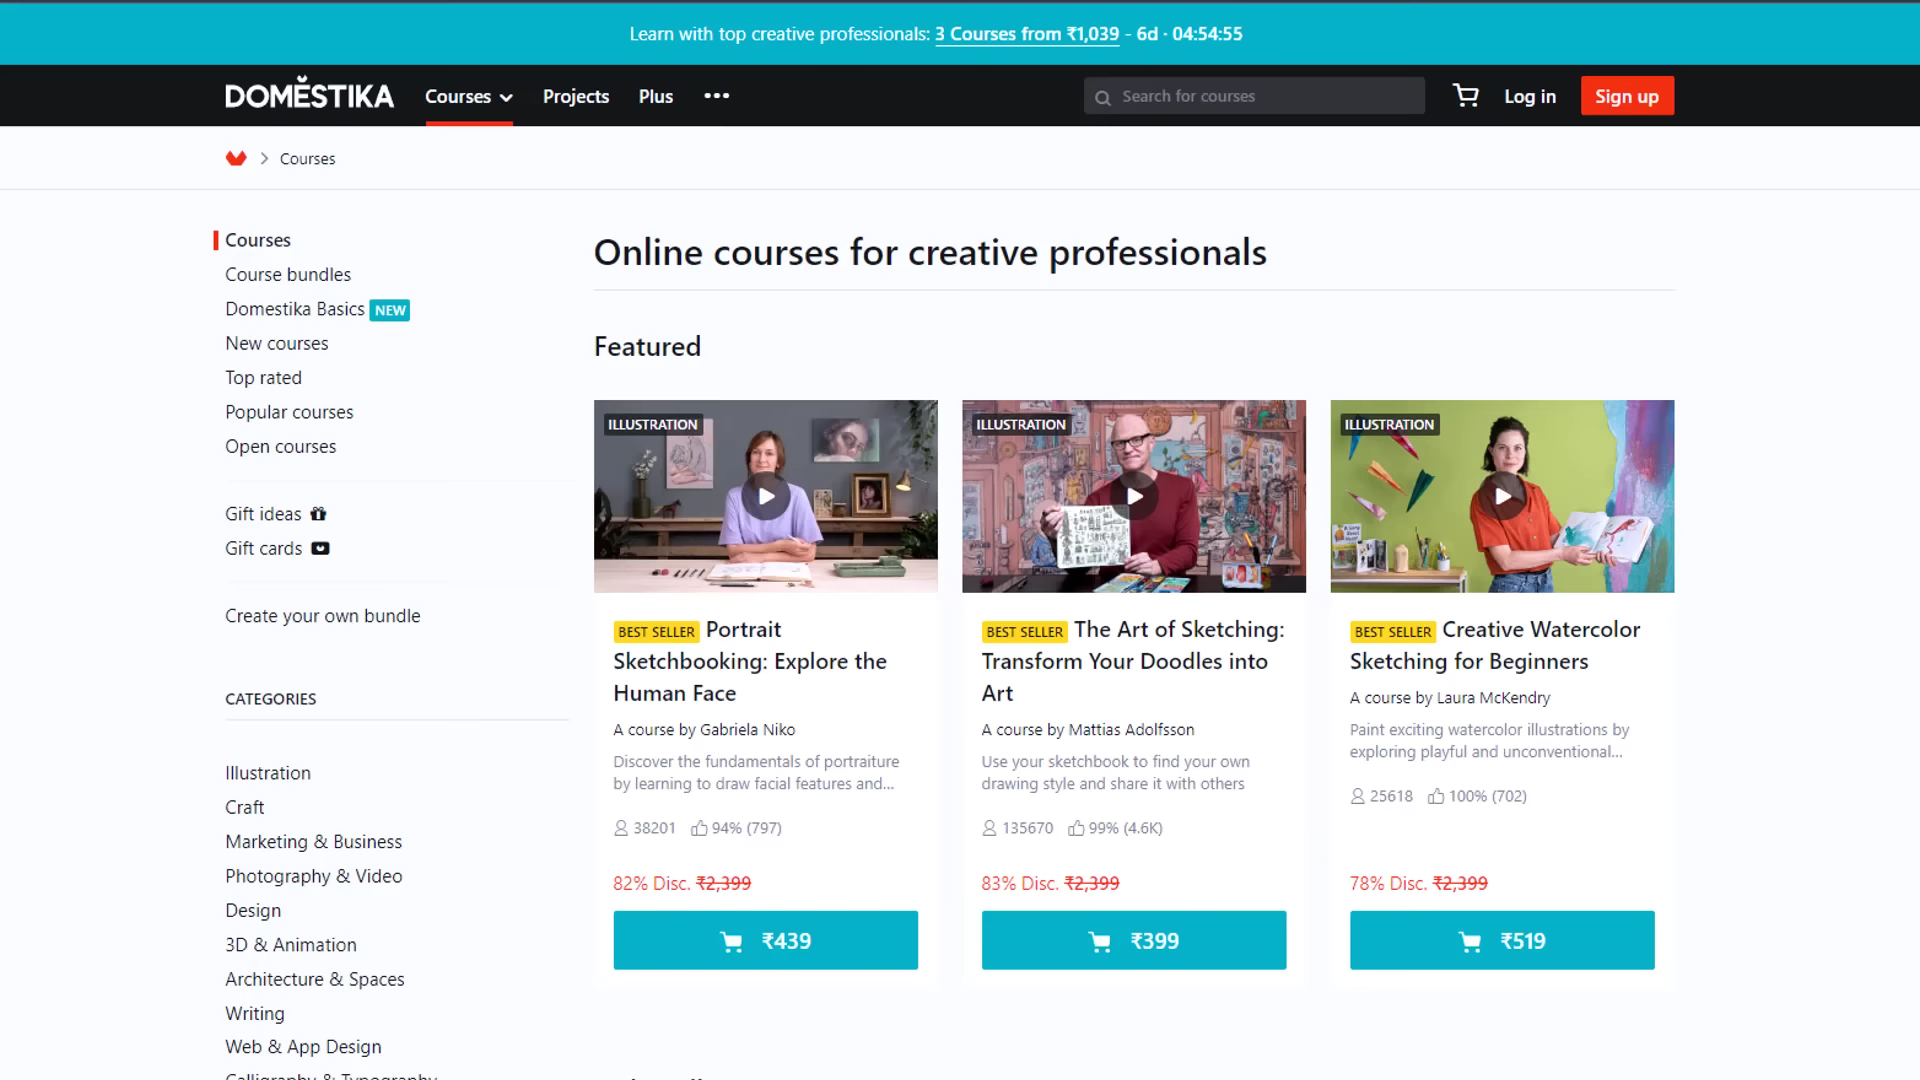 Learn with top creative professionals: 3 Courses from ₹1,039 - 6d · 04:54:55
DOMESTIKA Courses Projects Plus ••• Search for courses Log in Sign up
Courses
Courses
Course bundles
Domestika Basics NEW
New courses
Top rated
Popular courses
Open courses
Gift ideas
Gift cards
Create your own bundle
CATEGORIES
Illustration
Craft
Marketing & Business
Photography & Video
Design
3D & Animation
Architecture & Spaces
Writing
Web & App Design
Calligraphy & Typography
Online courses for creative professionals
Featured
ILLUSTRATION
BEST SELLER Portrait
Sketchbooking: Explore the
Human Face
A course by Gabriela Niko
Discover the fundamentals of portraiture
by learning to draw facial features and...
38201 94% (797)
82% Disc. ₹2,399
₹439
ILLUSTRATION
BEST SELLER The Art of Sketching:
Transform Your Doodles into
Art
A course by Mattias Adolfsson
Use your sketchbook to find your own
drawing style and share it with others
135670 99% (4.6K)
83% Disc. ₹2,399
₹399
ILLUSTRATION
BEST SELLER Creative Watercolor
Sketching for Beginners
A course by Laura McKendry
Paint exciting watercolor illustrations by
exploring playful and unconventional...
25618 100% (702)
78% Disc. ₹2,399
₹519